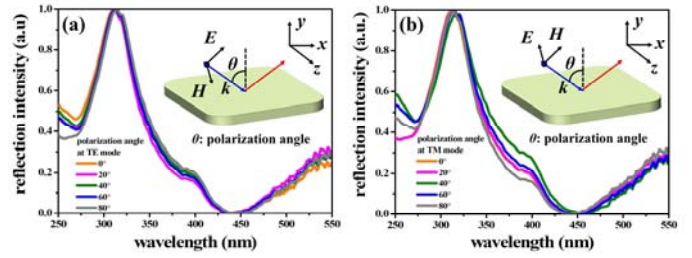 (a)
reflection intensity (a.u)
1.0
0.8
0.6
0.4
0.2
0.0
E
H
k
θ
y
x
z
θ: polarization angle
polarization angle
at TE mode
0°
20°
40°
60°
80°
250 300 350 400 450 500 550
wavelength (nm)
(b)
reflection intensity (a.u.)
1.0
0.8
0.6
0.4
0.2
0.0
E
H
k
θ
y
x
z
θ: polarization angle
polarization angle
at TM mode
0°
20°
40°
60°
80°
250 300 350 400 450 500 550
wavelength (nm)